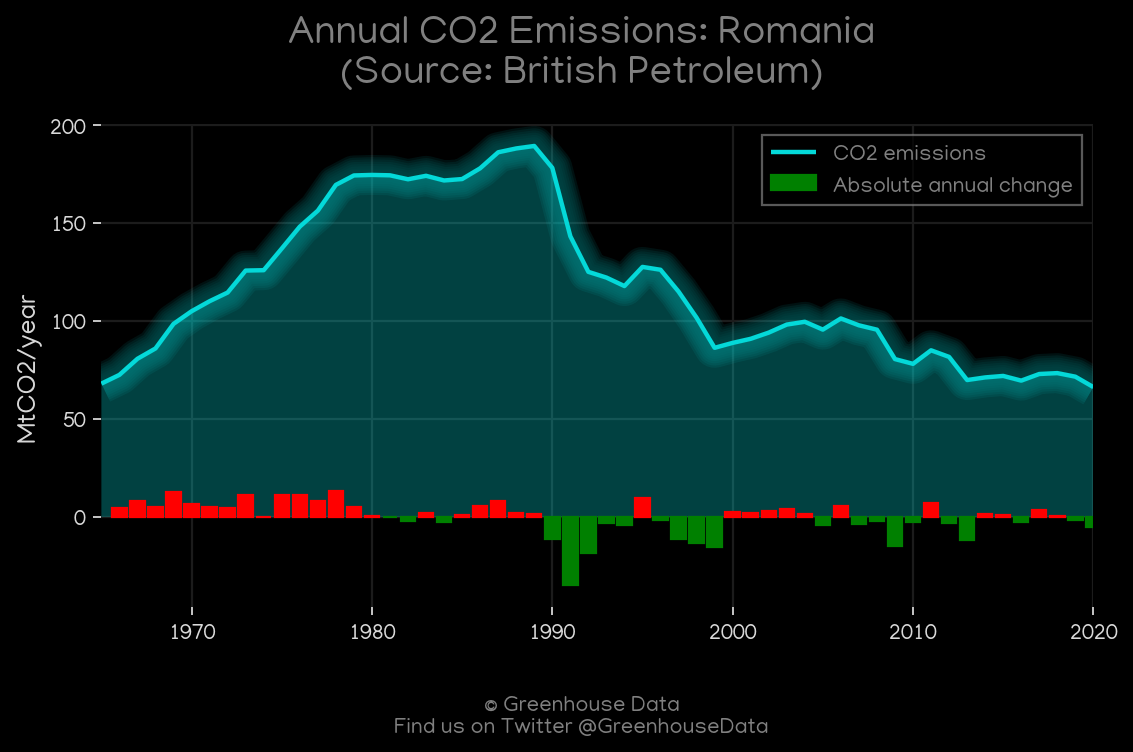 Annual CO2 Emissions: Romania
(Source: British Petroleum)
CO2 emissions
Absolute annual change
MtCO2/year
200
150
100
50
0
1970
1980
1990
2000
2010
2020
© Greenhouse Data
Find us on Twitter @GreenhouseData